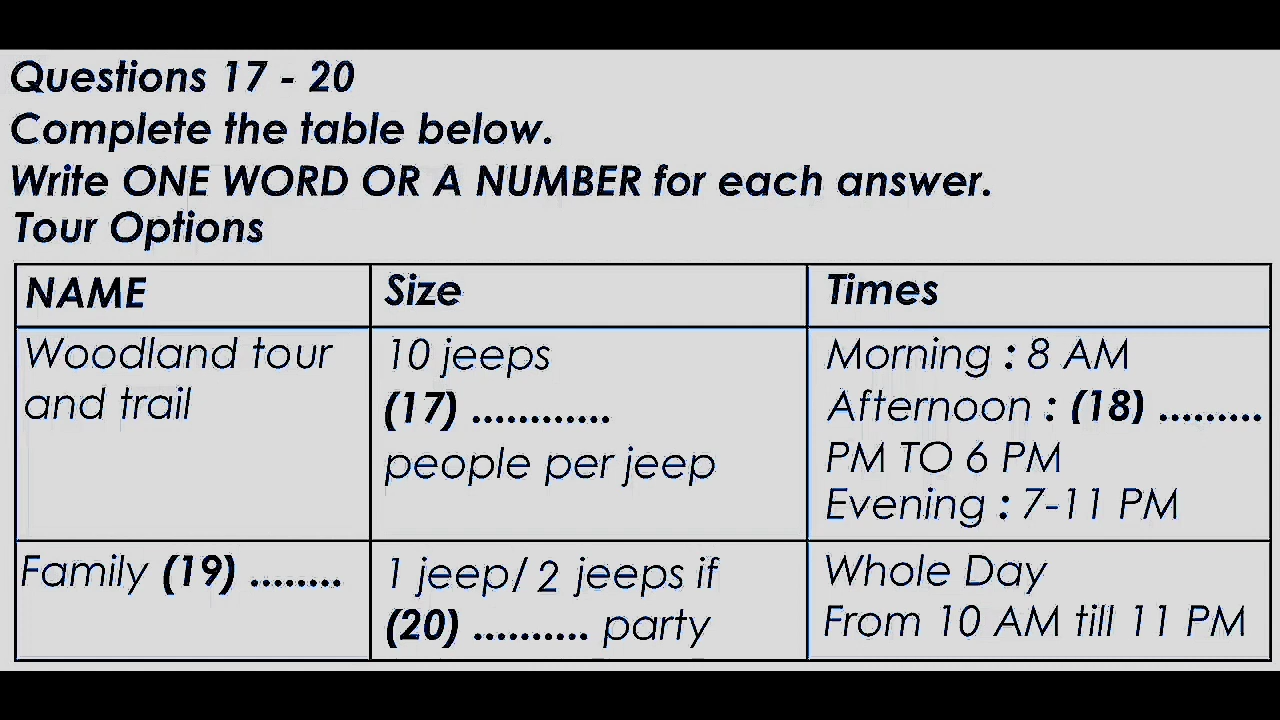 Questions 17 - 20
Complete the table below.
Write ONE WORD OR A NUMBER for each answer.
Tour Options
NAME Size Times
Woodland tour
and trail
10 jeeps
(17) ............
people per jeep
Morning : 8 AM
Afternoon : (18) .........
PM TO 6 PM
Evening : 7-11 PM
Family (19) ........
1 jeep/ 2 jeeps if
(20) .......... party
Whole Day
From 10 AM till 11 PM